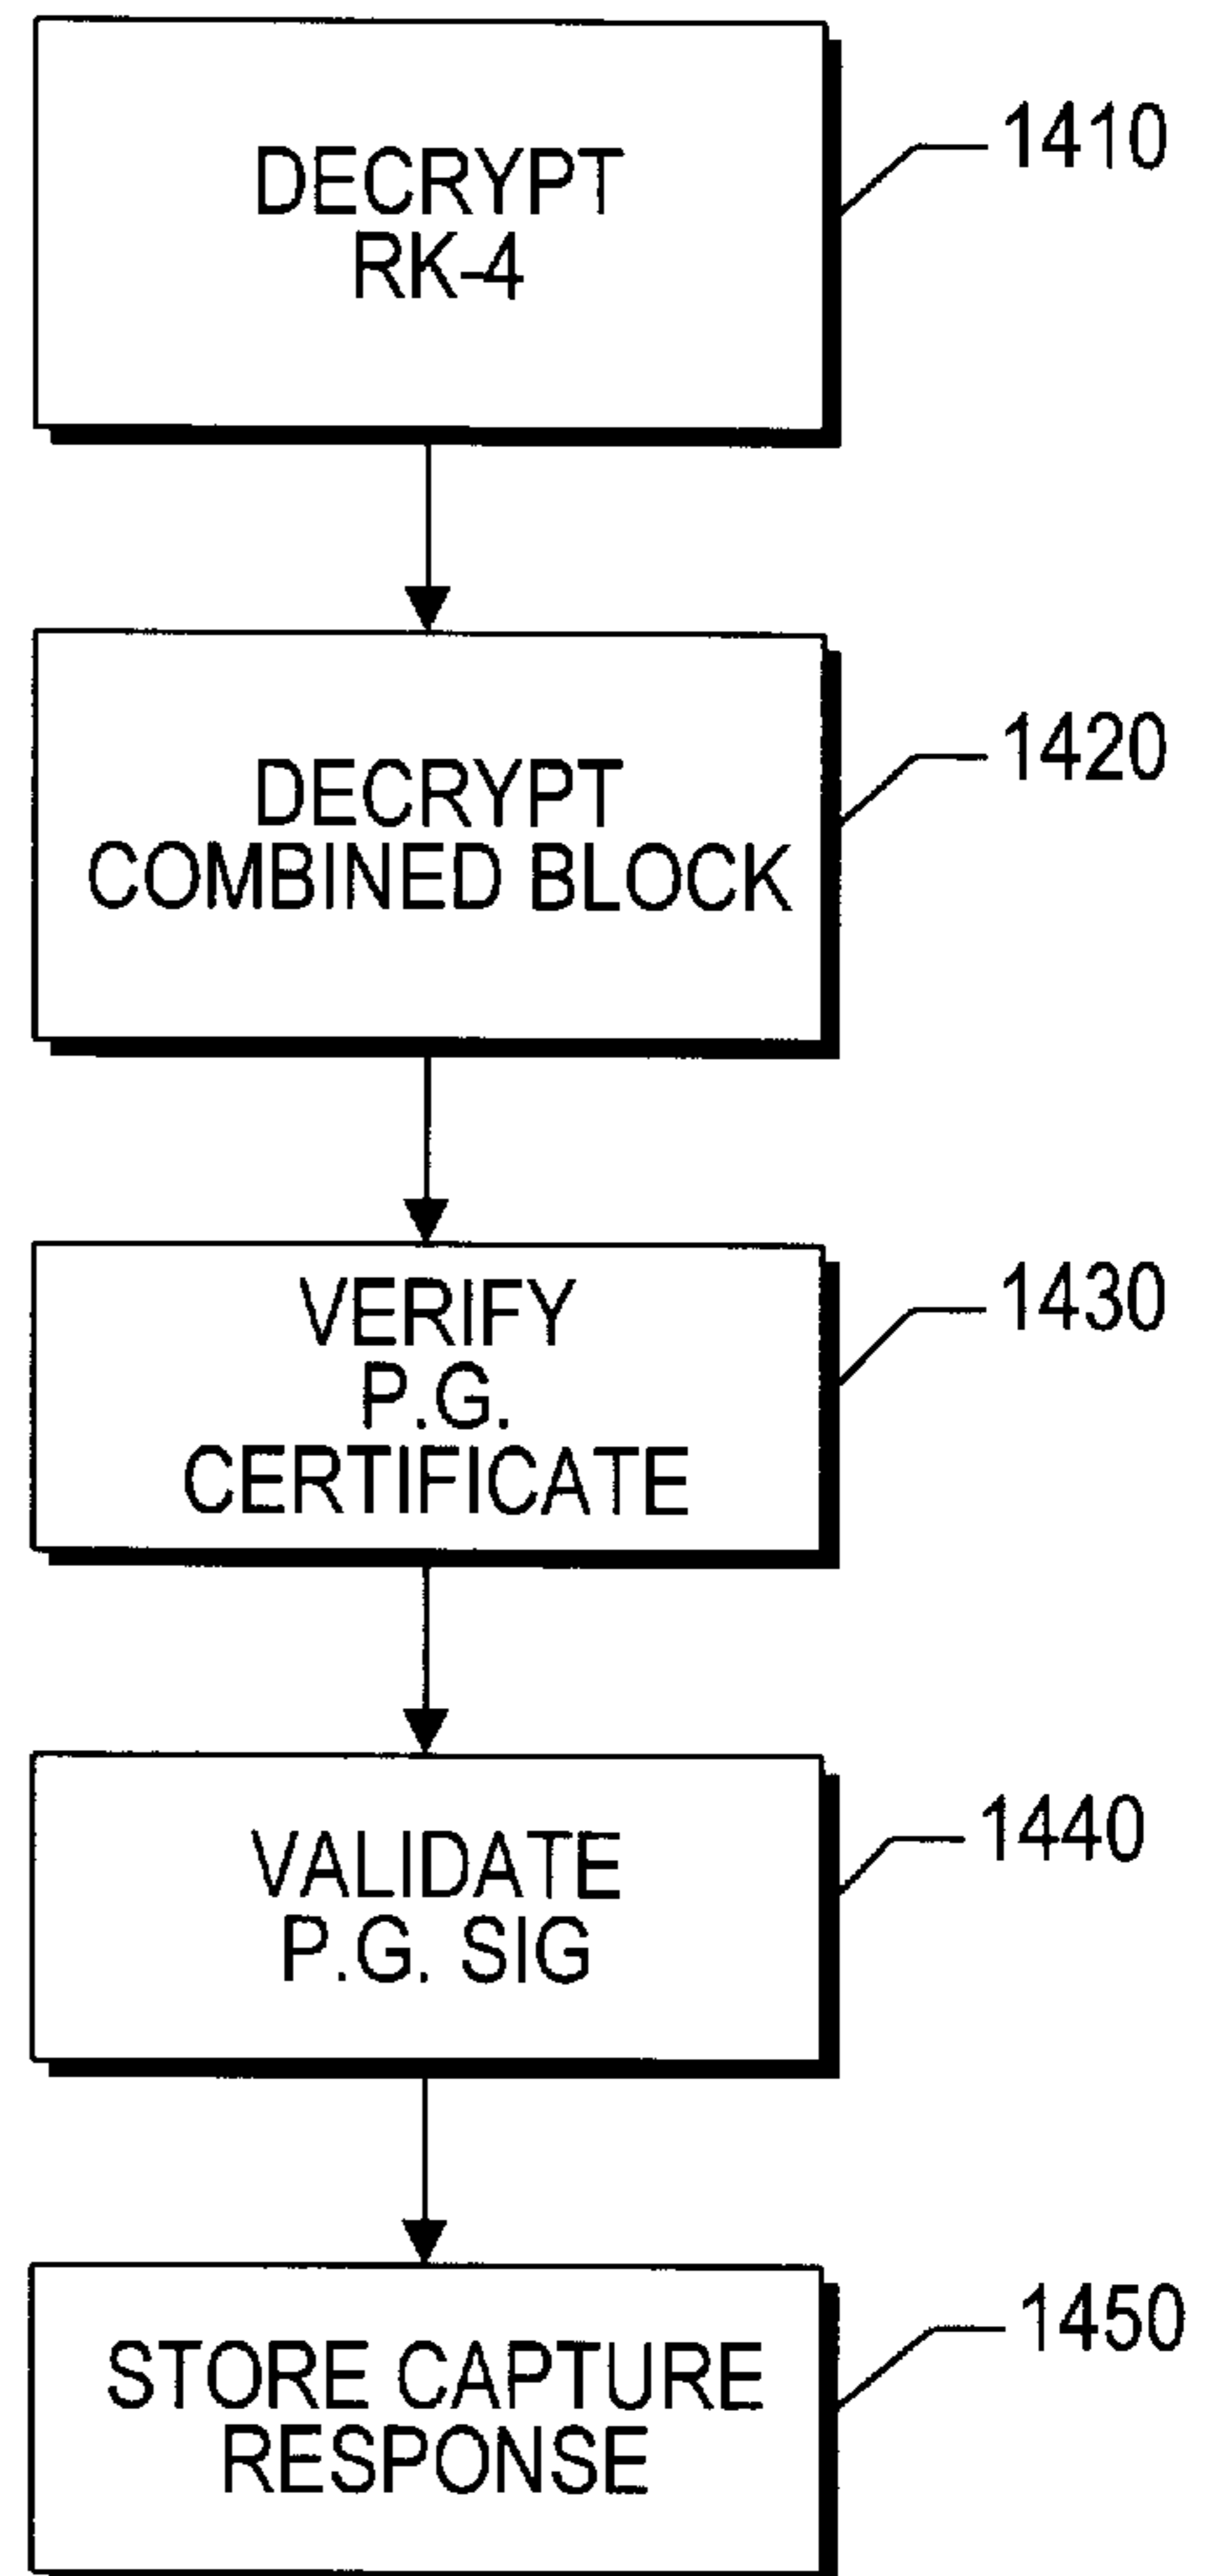 DECRYPT
RK-4
1410
DECRYPT
COMBINED BLOCK
1420
VERIFY
P.G.
CERTIFICATE
1430
VALIDATE
P.G. SIG
1440
STORE CAPTURE
RESPONSE
1450